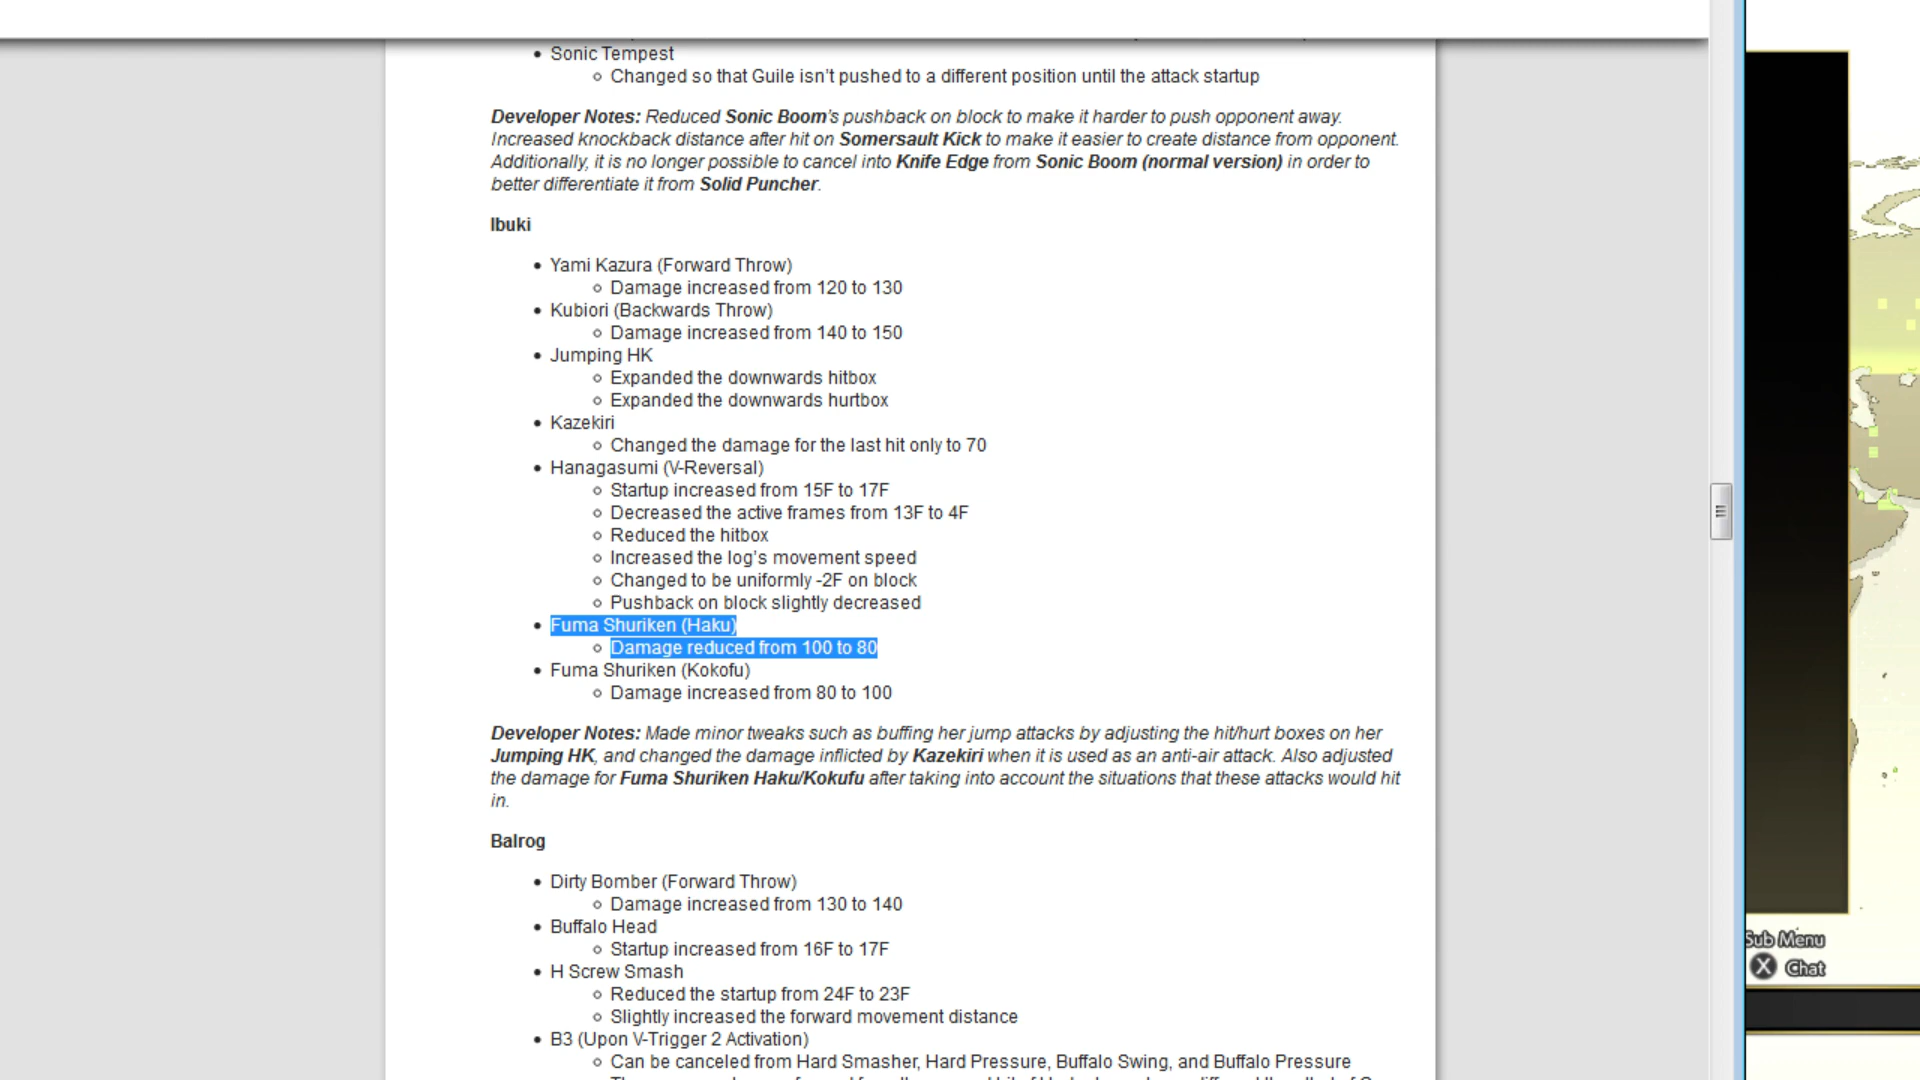 • Sonic Tempest
○ Changed so that Guile isn't pushed to a different position until the attack startup
Developer Notes: Reduced Sonic Boom's pushback on block to make it harder to push opponent away.
Increased knockback distance after hit on Somersault Kick to make it easier to create distance from opponent.
Additionally, it is no longer possible to cancel into Knife Edge from Sonic Boom (normal version) in order to
better differentiate it from Solid Puncher.
Ibuki
• Yami Kazura (Forward Throw)
○ Damage increased from 120 to 130
• Kubiori (Backwards Throw)
○ Damage increased from 140 to 150
• Jumping HK
○ Expanded the downwards hitbox
○ Expanded the downwards hurtbox
• Kazekiri
○ Changed the damage for the last hit only to 70
• Hanagasumi (V-Reversal)
○ Startup increased from 15F to 17F
○ Decreased the active frames from 13F to 4F
○ Reduced the hitbox
○ Increased the log's movement speed
○ Changed to be uniformly -2F on block
○ Pushback on block slightly decreased
• Fuma Shuriken (Haku)
○ Damage reduced from 100 to 80
• Fuma Shuriken (Kokofu)
○ Damage increased from 80 to 100
Developer Notes: Made minor tweaks such as buffing her jump attacks by adjusting the hit/hurt boxes on her
Jumping HK, and changed the damage inflicted by Kazekiri when it is used as an anti-air attack. Also adjusted
the damage for Fuma Shuriken Haku/Kokufu after taking into account the situations that these attacks would hit
in.
Balrog
• Dirty Bomber (Forward Throw)
○ Damage increased from 130 to 140
• Buffalo Head
○ Startup increased from 16F to 17F
• H Screw Smash
○ Reduced the startup from 24F to 23F
○ Slightly increased the forward movement distance
• B3 (Upon V-Trigger 2 Activation)
○ Can be canceled from Hard Smasher, Hard Pressure, Buffalo Swing, and Buffalo Pressure
Sub Menu
X Chat